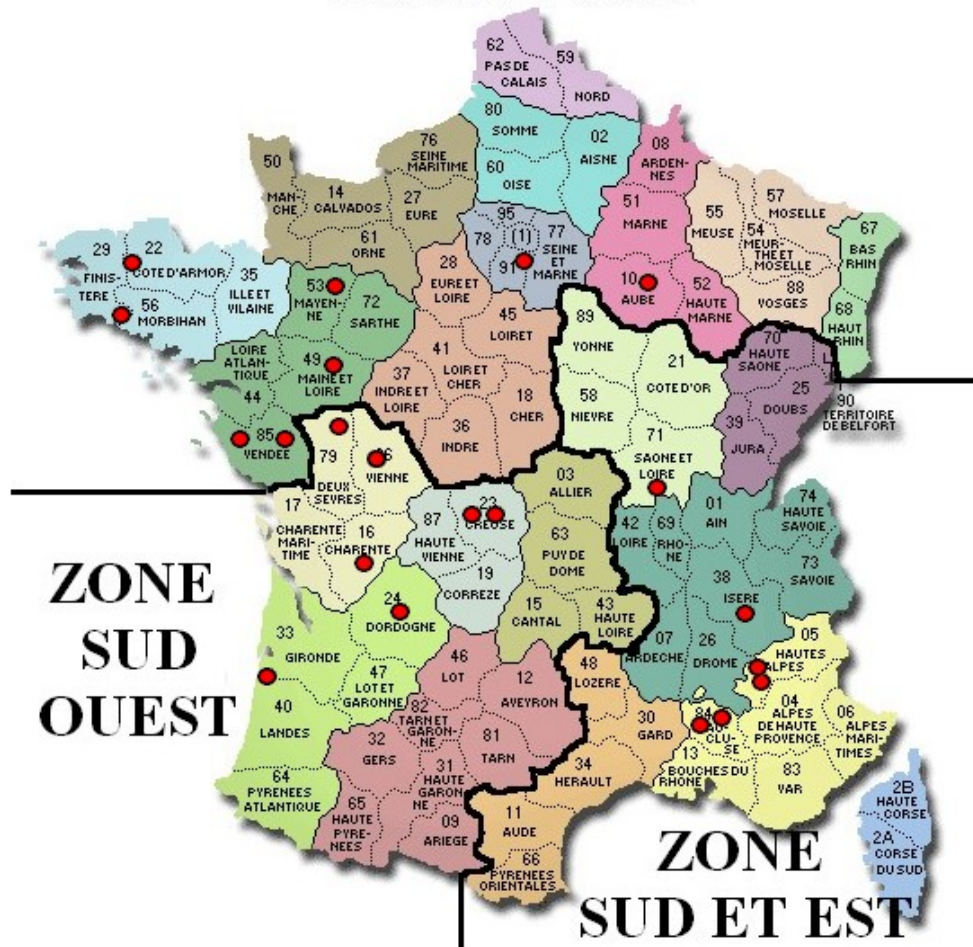 62
PAS DE
CALAIS
59
NORD
80
SOMME
02
AISNE
60
OISE
76
SEINE
MARITIME
27
EURE
50
MANCHE
14
CALVADOS
61
ORNE
08
ARDEN-
NES
51
MARNE
10
AUBE
52
HAUTE
MARNE
55
MEUSE
57
MOSELLE
54
MEUR-
THE ET
MOSELLE
88
VOSGES
67
BAS
RHIN
68
HAUT
RHIN
95
(1)
78
91
77
SEINE
ET
MARNE
29
FINIS-
TERE
22
COTE D'ARMOR
35
ILLE ET
VILAINE
56
MORBIHAN
53
MAYEN-
NE
72
SARTHE
LOIRE
ATLAN-
TIQUE
44
49
MAINE ET
LOIRE
85
VENDEE
28
EURE ET
LOIRE
45
LOIRET
41
LOIR ET
CHER
37
INDRE ET
LOIRE
18
CHER
36
INDRE
89
YONNE
21
COTE D'OR
58
NIEVRE
71
SAONE ET
LOIRE
70
HAUTE
SAONE
25
DOUBS
39
JURA
90
TERRITOIRE
DE BELFORT
79
DEUX
SEVRES
VIENNE
17
CHARENTE
MARI-
TIME
16
CHARENTE
87
HAUTE
VIENNE
23
CREUSE
19
CORREZE
03
ALLIER
63
PUY DE
DOME
15
CANTAL
43
HAUTE
LOIRE
42
LOIRE
69
RHONE
01
AIN
74
HAUTE
SAVOIE
73
SAVOIE
38
ISERE
07
ARDECHE
26
DROME
24
DORDOGNE
33
GIRONDE
47
LOT ET
GARONNE
40
LANDES
64
PYRENEES
ATLANTIQUE
46
LOT
12
AVEYRON
82
TARN ET
GARON-
NE
81
TARN
32
GERS
31
HAUTE
GARON
NE
65
HAUTE
PYRE-
NEES
09
ARIEGE
48
LOZERE
30
GARD
34
HERAULT
11
AUDE
66
PYRENEES
ORIENTALES
05
HAUTES
ALPES
04
ALPES
DE HAUTE
PROVENCE
06
ALPES
MARI-
TIMES
84
CLU-
SE
13
BOUCHES DU
RHONE
83
VAR
2B
HAUTE
CORSE
2A
CORSE
DU SUD
ZONE
SUD
OUEST
ZONE
SUD ET EST